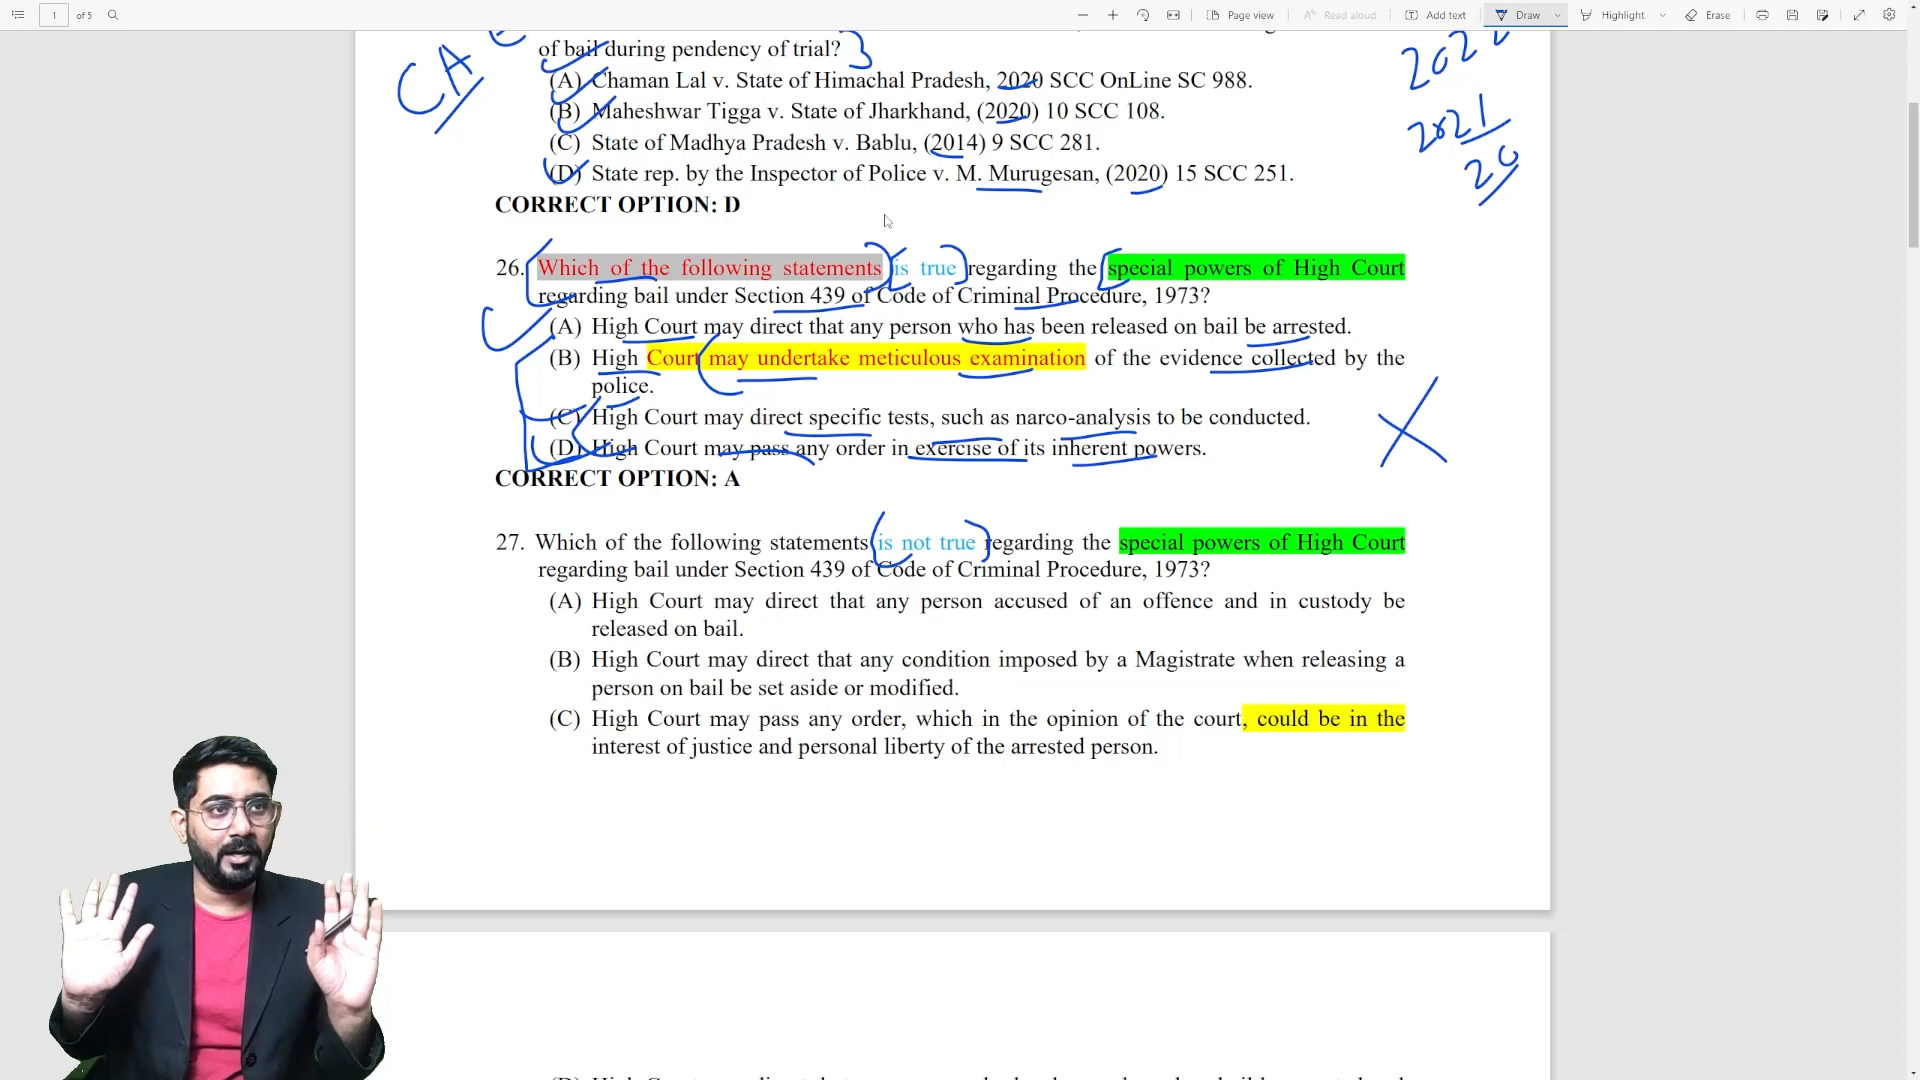 1 of 5 Page view Read aloud Add text Draw Highlight Erase
of bail during pendency of trial?
(A) Chaman Lal v. State of Himachal Pradesh, 2020 SCC OnLine SC 988.
(B) Maheshwar Tigga v. State of Jharkhand, (2020) 10 SCC 108.
(C) State of Madhya Pradesh v. Bablu, (2014) 9 SCC 281.
(D) State rep. by the Inspector of Police v. M. Murugesan, (2020) 15 SCC 251.
CORRECT OPTION: D
CA
2022
2021
20
26. Which of the following statements is true regarding the special powers of High Court
regarding bail under Section 439 of Code of Criminal Procedure, 1973?
(A) High Court may direct that any person who has been released on bail be arrested.
(B) High Court may undertake meticulous examination of the evidence collected by the
police.
(C) High Court may direct specific tests, such as narco-analysis to be conducted.
(D) High Court may pass any order in exercise of its inherent powers.
CORRECT OPTION: A
27. Which of the following statements is not true regarding the special powers of High Court
regarding bail under Section 439 of Code of Criminal Procedure, 1973?
(A) High Court may direct that any person accused of an offence and in custody be
released on bail.
(B) High Court may direct that any condition imposed by a Magistrate when releasing a
person on bail be set aside or modified.
(C) High Court may pass any order, which in the opinion of the court, could be in the
interest of justice and personal liberty of the arrested person.